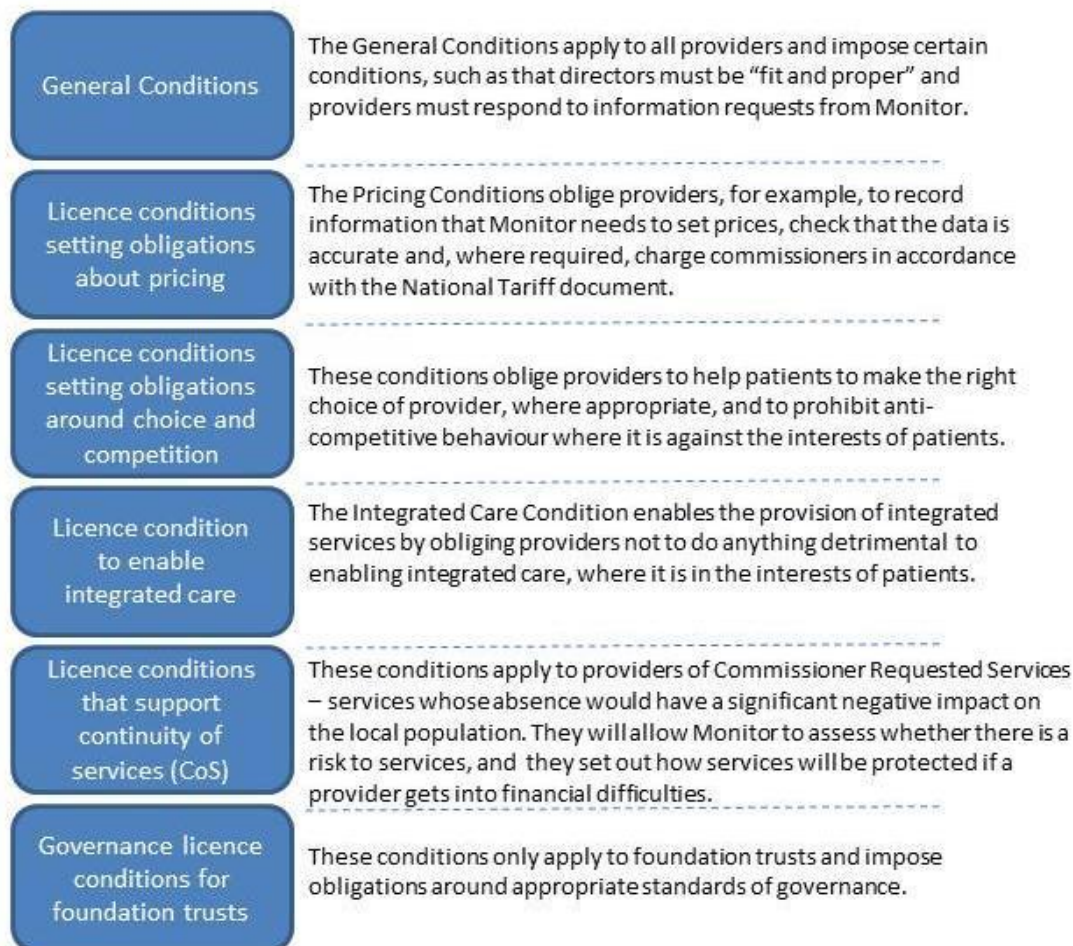 General Conditions
The General Conditions apply to all providers and impose certain
conditions, such as that directors must be “fit and proper” and
providers must respond to information requests from Monitor.
Licence conditions
setting obligations
about pricing
The Pricing Conditions oblige providers, for example, to record
information that Monitor needs to set prices, check that the data is
accurate and, where required, charge commissioners in accordance
with the National Tariff document.
Licence conditions
setting obligations
around choice and
competition
These conditions oblige providers to help patients to make the right
choice of provider, where appropriate, and to prohibit anti-
competitive behaviour where it is against the interests of patients.
Licence condition
to enable
integrated care
The Integrated Care Condition enables the provision of integrated
services by obliging providers not to do anything detrimental to
enabling integrated care, where it is in the interests of patients.
Licence conditions
that support
continuity of
services (CoS)
These conditions apply to providers of Commissioner Requested Services
– services whose absence would have a significant negative impact on
the local population. They will allow Monitor to assess whether there is a
risk to services, and they set out how services will be protected if a
provider gets into financial difficulties.
Governance licence
conditions for
foundation trusts
These conditions only apply to foundation trusts and impose
obligations around appropriate standards of governance.